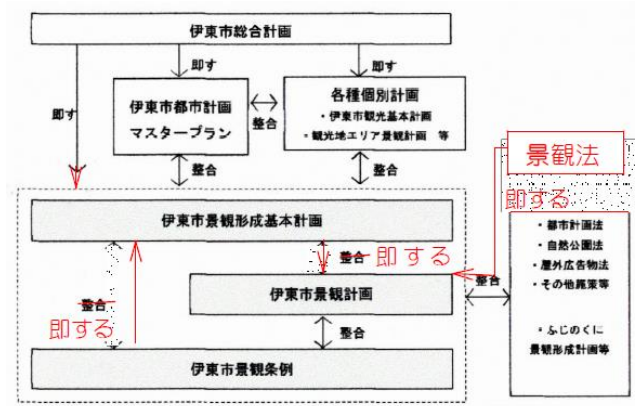 伊東市総合計画
即す
即す
即す
伊東市都市計画
マスタープラン
整合
各種個別計画
・伊東市観光基本計画
・観光地エリア景観計画 等
整合
整合
景観法
即する
伊東市景観形成基本計画
・都市計画法
・自然公園法
・屋外広告物法
・その他施策等
・ふじのくに
景観形成計画等
整合
即する
整合
即する
伊東市景観計画
整合
整合
伊東市景観条例